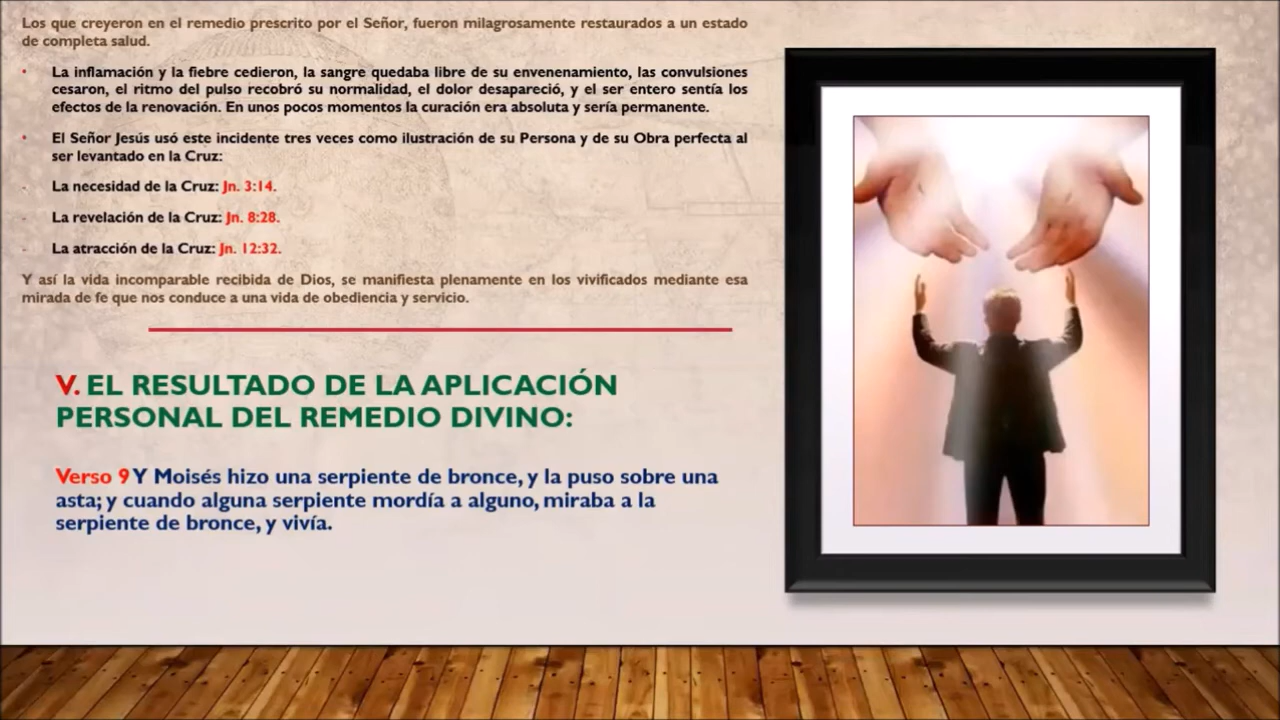 Los que creyeron en el remedio prescrito por el Señor, fueron milagrosamente restaurados a un estado
de completa salud.
• La inflamación y la fiebre cedieron, la sangre quedaba libre de su envenenamiento, las convulsiones
cesaron, el ritmo del pulso recobró su normalidad, el dolor desapareció, y el ser entero sentía los
efectos de la renovación. En unos pocos momentos la curación era absoluta y sería permanente.
• El Señor Jesús usó este incidente tres veces como ilustración de su Persona y de su Obra perfecta al
ser levantado en la Cruz:
- La necesidad de la Cruz: Jn. 3:14.
- La revelación de la Cruz: Jn. 8:28.
- La atracción de la Cruz: Jn. 12:32.
Y así la vida incomparable recibida de Dios, se manifiesta plenamente en los vivificados mediante esa
mirada de fe que nos conduce a una vida de obediencia y servicio.
V. EL RESULTADO DE LA APLICACIÓN
PERSONAL DEL REMEDIO DIVINO:
Verso 9 Y Moisés hizo una serpiente de bronce, y la puso sobre una
asta; y cuando alguna serpiente mordía a alguno, miraba a la
serpiente de bronce, y vivía.